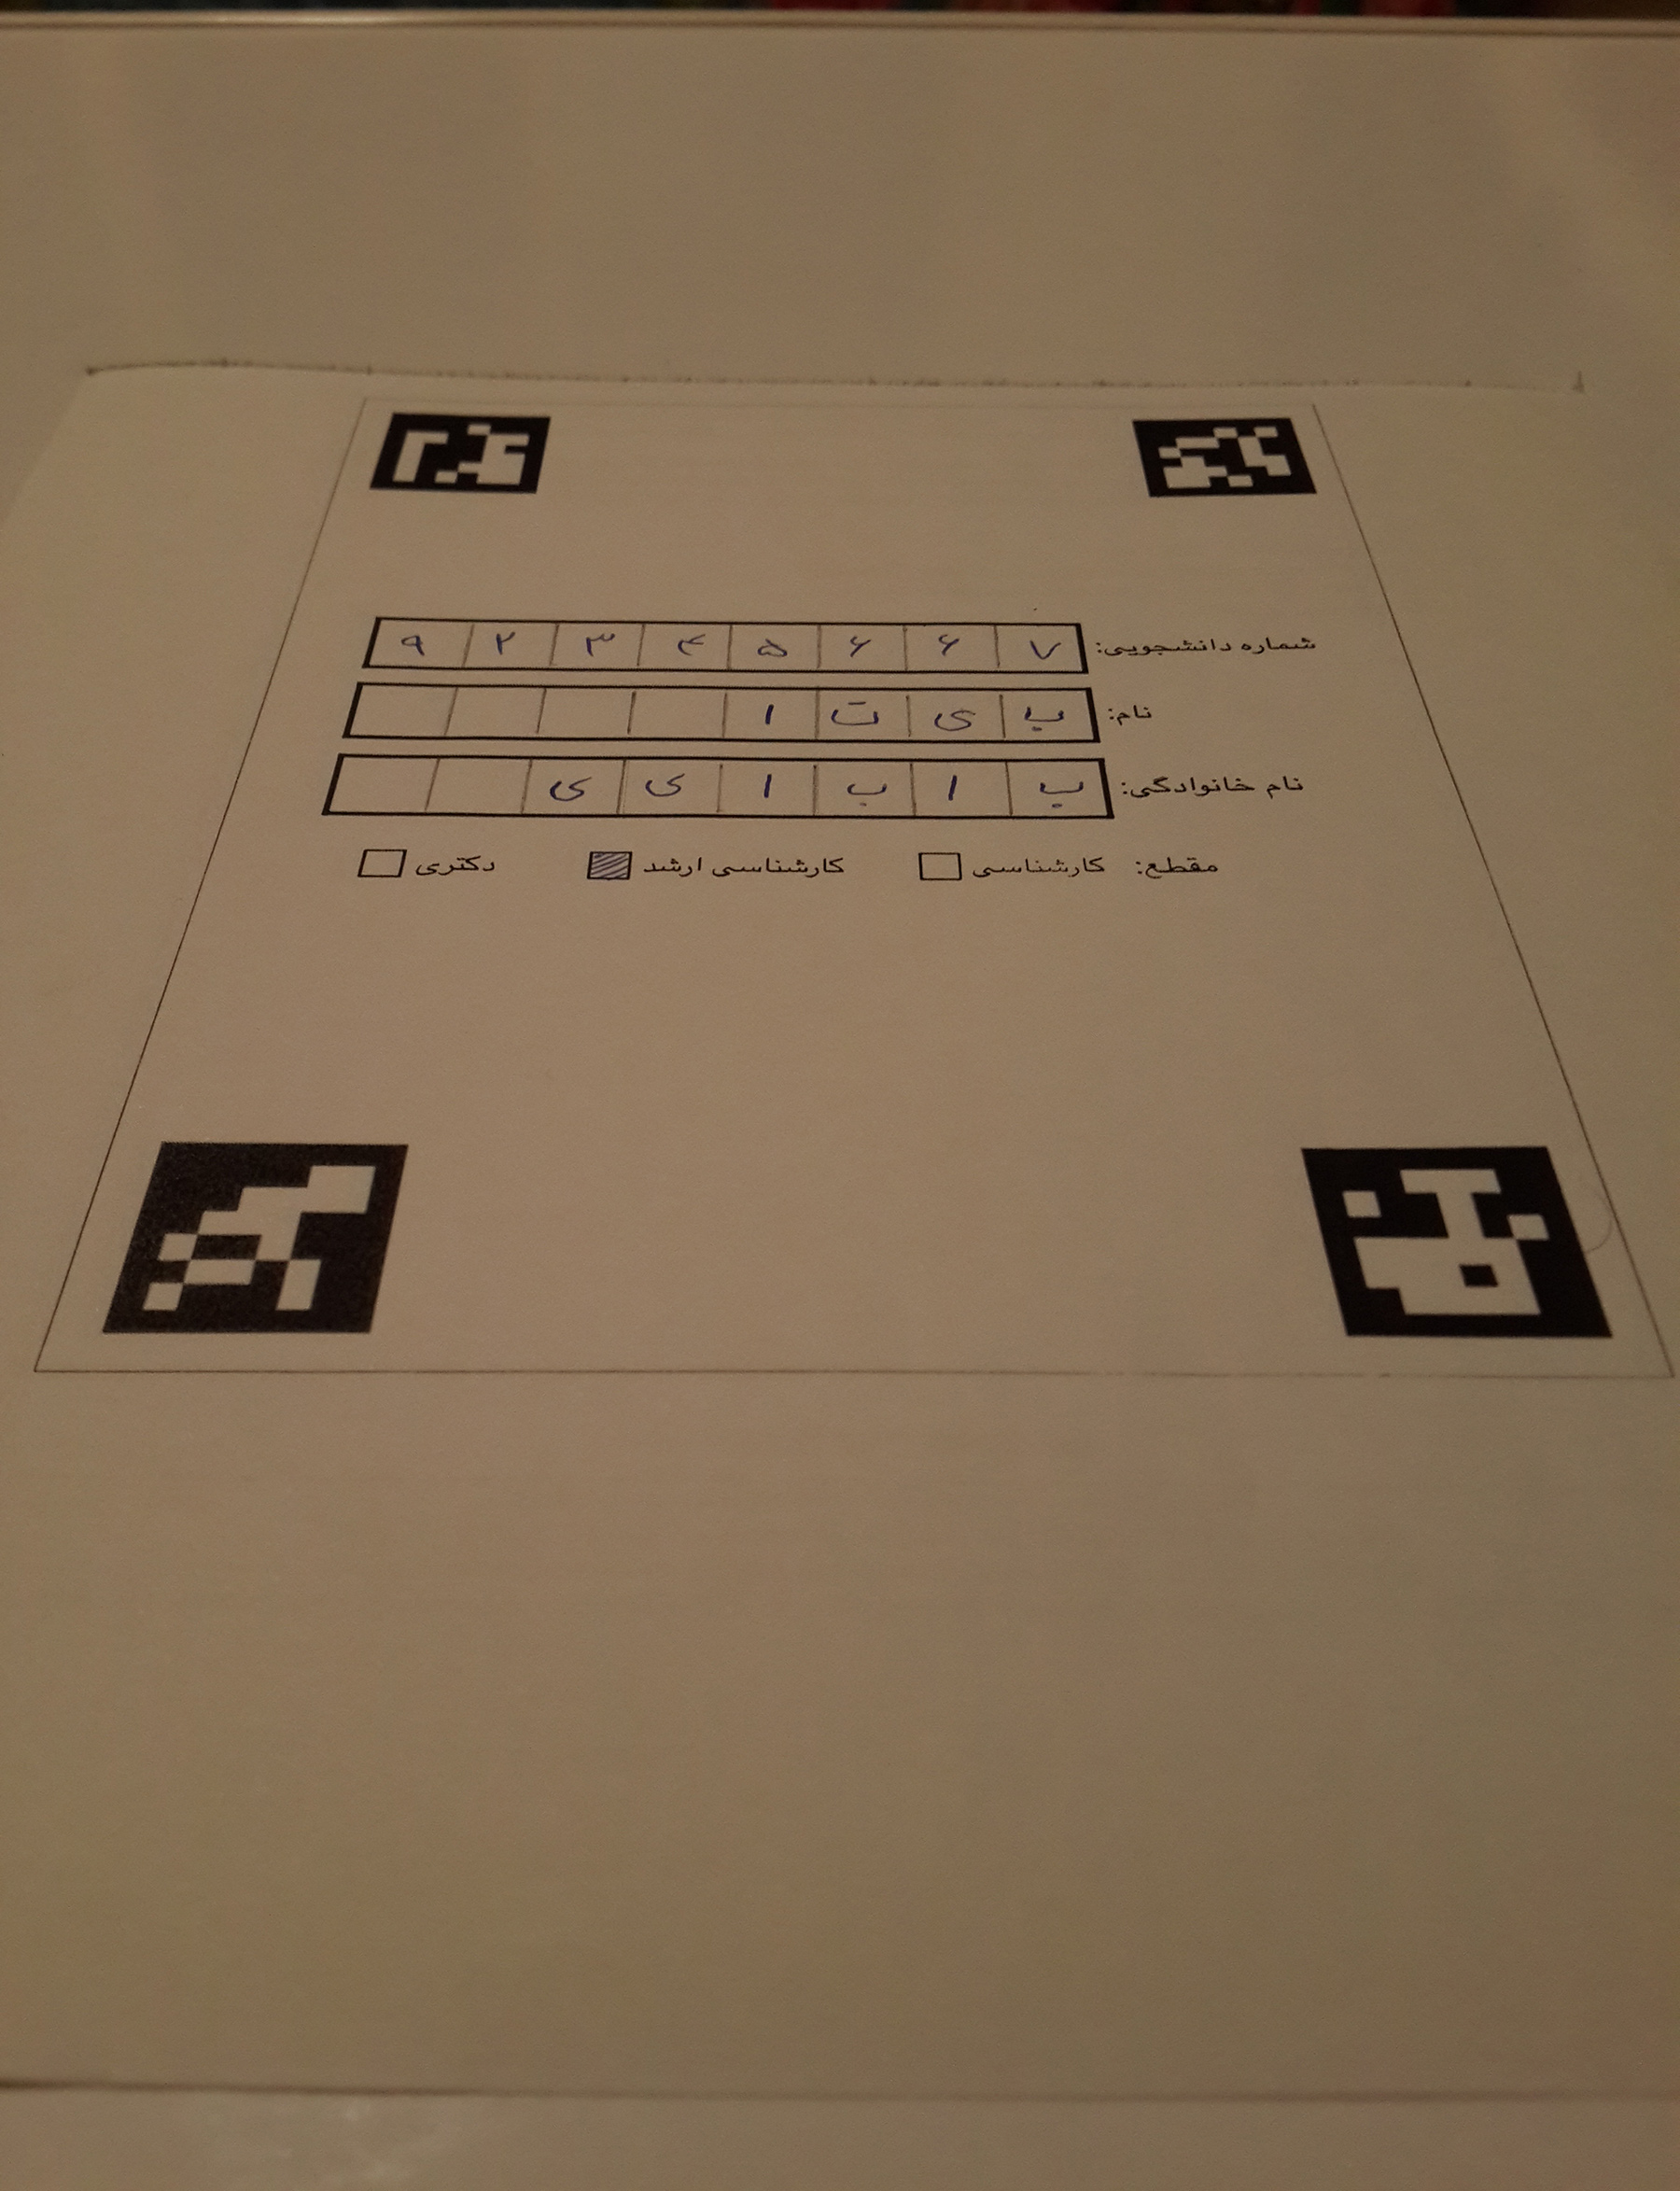 شماره دانشجویی: ۹ ۲ ۳ ۴ ۵ ۶ ۶ ۷
نام: ب ی ت ا
نام خانوادگی: ب ا ب ا ی ی
مقطع: کارشناسی کارشناسی ارشد دکتری